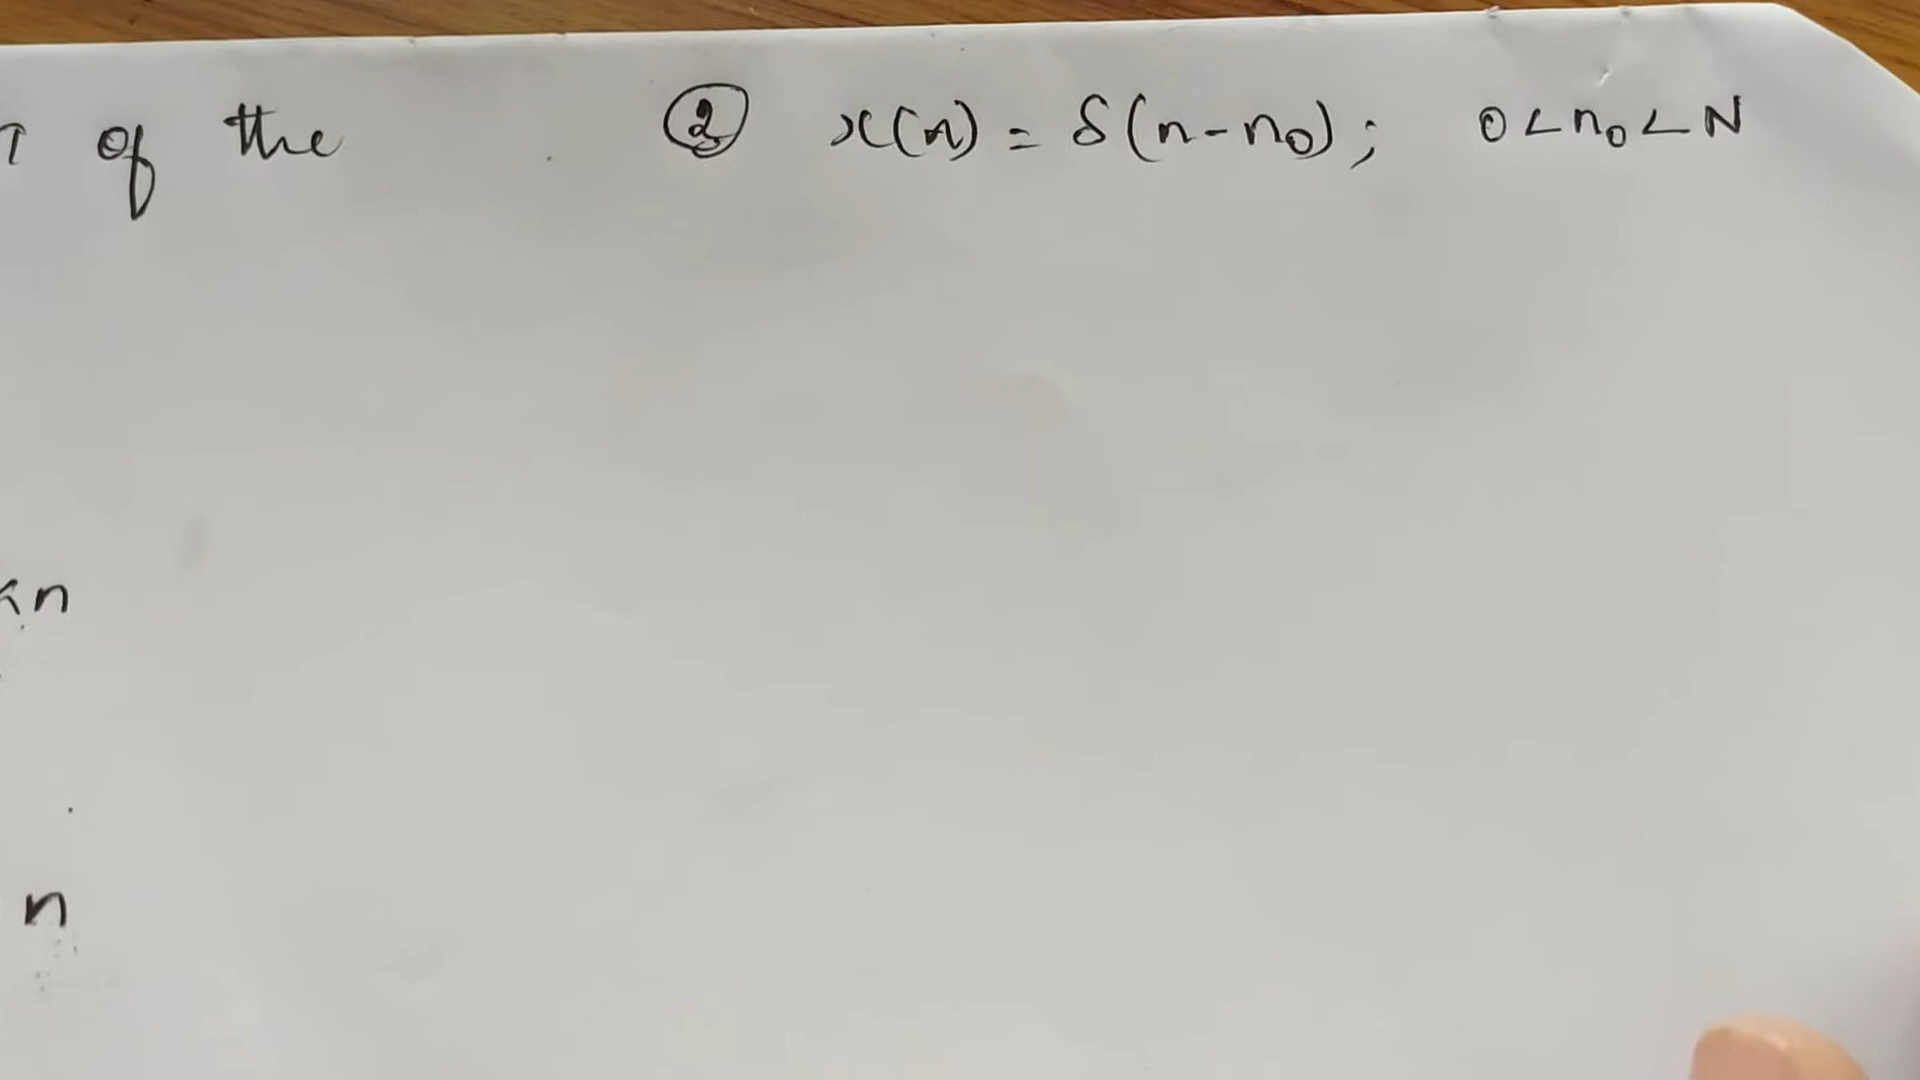 of the
② x(n) = δ(n-n₀); 0<n₀<N
n
n